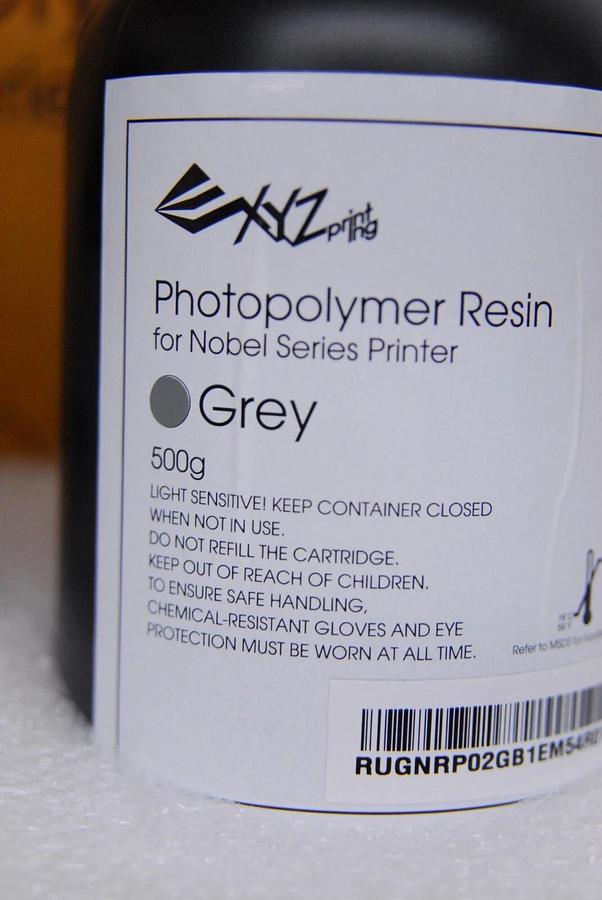 XYZprinting
Photopolymer Resin
for Nobel Series Printer
Grey
500g
LIGHT SENSITIVE! KEEP CONTAINER CLOSED
WHEN NOT IN USE.
DO NOT REFILL THE CARTRIDGE.
KEEP OUT OF REACH OF CHILDREN.
TO ENSURE SAFE HANDLING,
CHEMICAL-RESISTANT GLOVES AND EYE
PROTECTION MUST BE WORN AT ALL TIME.
Refer to MSDS for
RUGNRP02GB1EM54